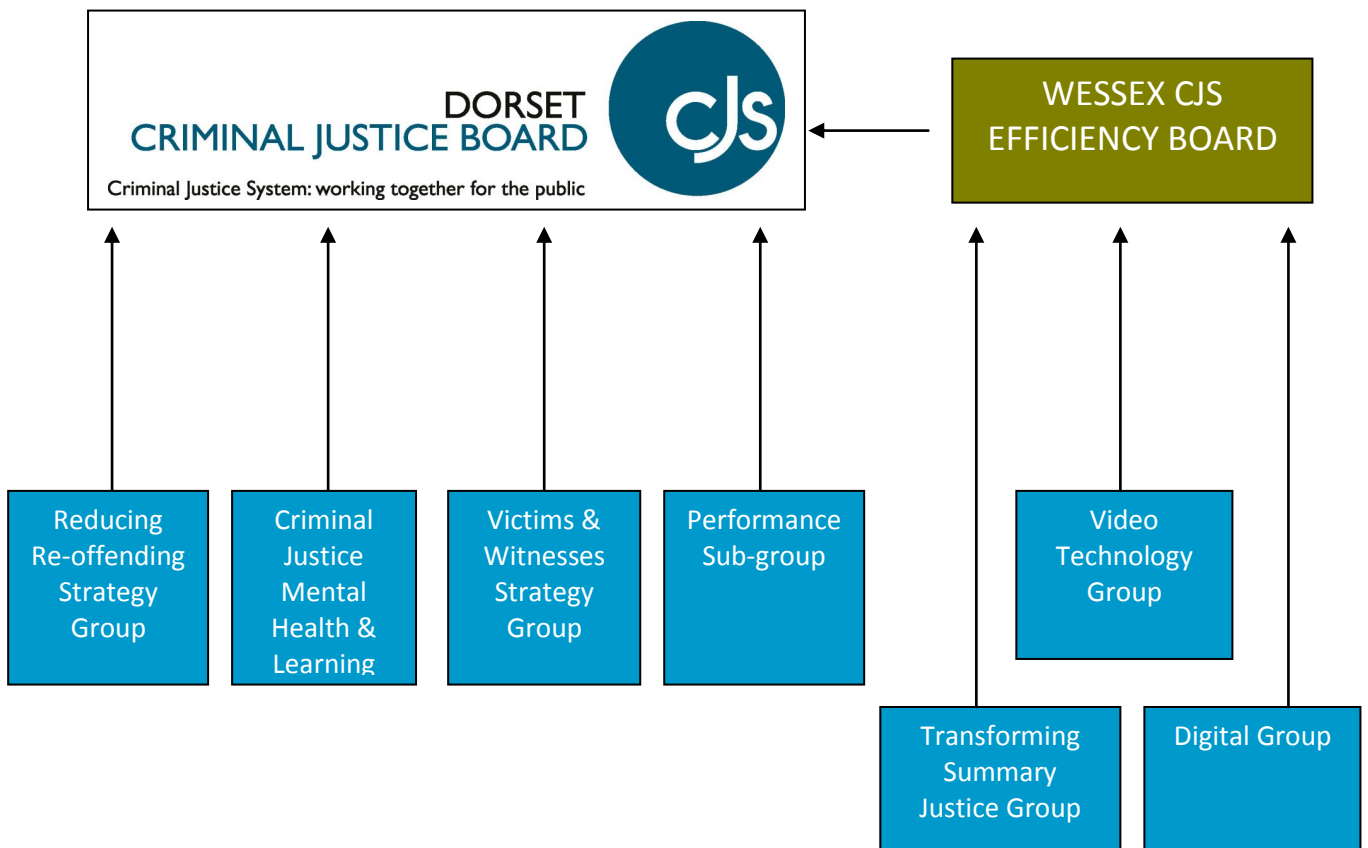 DORSET
CRIMINAL JUSTICE BOARD
Criminal Justice System: working together for the public
cJs
WESSEX CJS
EFFICIENCY BOARD
Reducing
Re-offending
Strategy
Group
Criminal
Justice
Mental
Health &
Learning
Victims &
Witnesses
Strategy
Group
Performance
Sub-group
Video
Technology
Group
Transforming
Summary
Justice Group
Digital Group